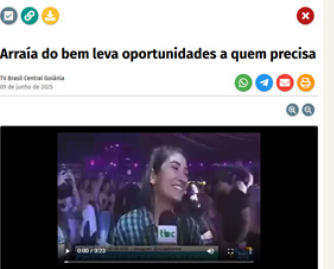 Arraía do bem leva oportunidades a quem precisa
TV Brasil Central Goiânia
09 de junho de 2025
tbc
0:00 / 3:23